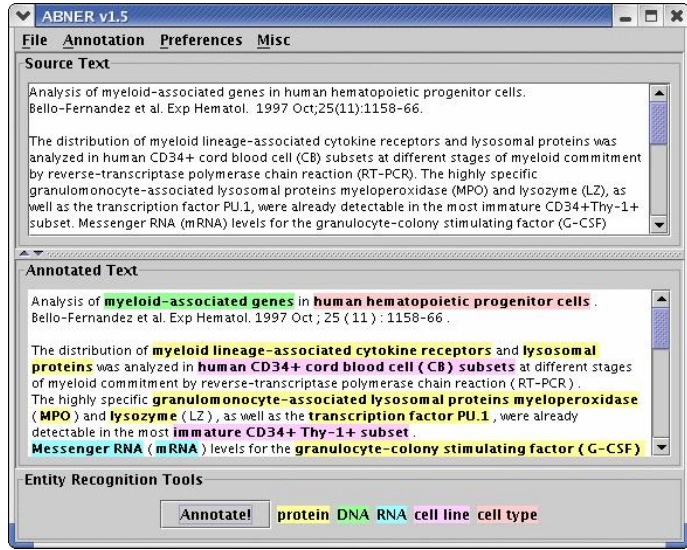 ABNER v1.5
File Annotation Preferences Misc
Source Text
Analysis of myeloid-associated genes in human hematopoietic progenitor cells.
Bello-Fernandez et al. Exp Hematol. 1997 Oct;25(11):1158-66.
The distribution of myeloid lineage-associated cytokine receptors and lysosomal proteins was
analyzed in human CD34+ cord blood cell (CB) subsets at different stages of myeloid commitment
by reverse-transcriptase polymerase chain reaction (RT-PCR). The highly specific
granulomonocyte-associated lysosomal proteins myeloperoxidase (MPO) and lysozyme (LZ), as
well as the transcription factor PU.1, were already detectable in the most immature CD34+Thy-1+
subset. Messenger RNA (mRNA) levels for the granulocyte-colony stimulating factor (G-CSF)
Annotated Text
Analysis of myeloid-associated genes in human hematopoietic progenitor cells .
Bello-Fernandez et al. Exp Hematol. 1997 Oct ; 25 ( 11 ) : 1158-66 .
The distribution of myeloid lineage-associated cytokine receptors and lysosomal
proteins was analyzed in human CD34+ cord blood cell ( CB ) subsets at different stages
of myeloid commitment by reverse-transcriptase polymerase chain reaction ( RT-PCR ) .
The highly specific granulomonocyte-associated lysosomal proteins myeloperoxidase
( MPO ) and lysozyme ( LZ ) , as well as the transcription factor PU.1 , were already
detectable in the most immature CD34+ Thy-1+ subset .
Messenger RNA ( mRNA ) levels for the granulocyte-colony stimulating factor ( G-CSF )
Entity Recognition Tools
Annotate! protein DNA RNA cell line cell type